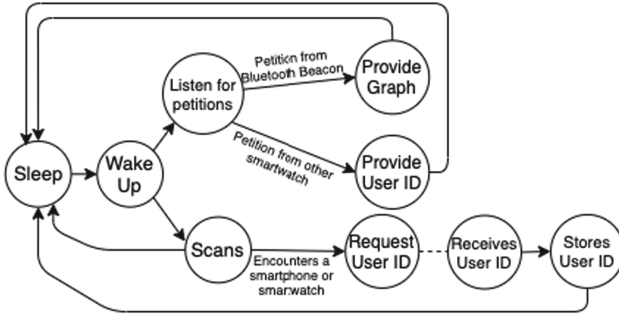 Listen for
petitions
Petition from
Bluetooth Beacon
Provide
Graph
Sleep
Wake
Up
Petition from other
smartwatch
Provide
User ID
Scans
Encounters a
smartphone or
smartwatch
Request
User ID
Receives
User ID
Stores
User ID